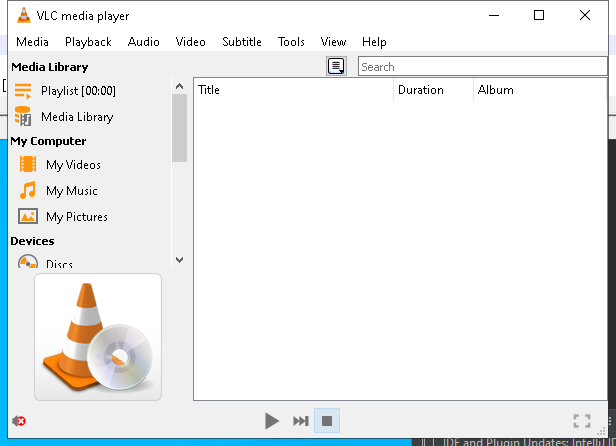 VLC media player
Media Playback Audio Video Subtitle Tools View Help
Media Library
Search
Playlist [00:00]
Media Library
My Computer
My Videos
My Music
My Pictures
Devices
Discs
Title Duration Album
IDE and Plugin Updates: IntelliJ